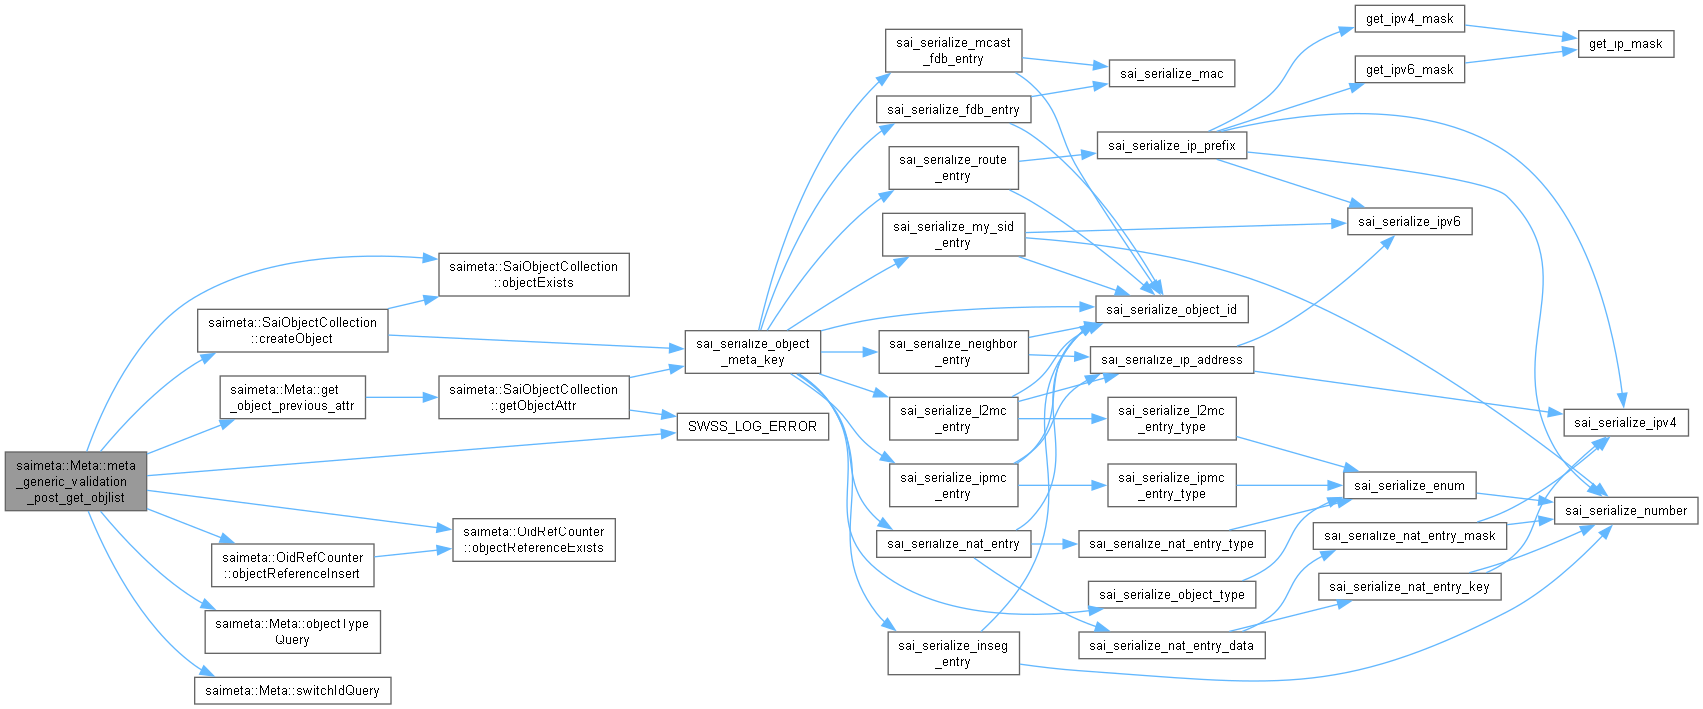 saimeta::Meta::meta
_generic_validation
_post_get_objlist
saimeta::SaiObjectCollection
::objectExists
saimeta::SaiObjectCollection
::createObject
saimeta::Meta::get
_object_previous_attr
saimeta::SaiObjectCollection
::getObjectAttr
SWSS_LOG_ERROR
saimeta::OidRefCounter
::objectReferenceExists
saimeta::OidRefCounter
::objectReferenceInsert
saimeta::Meta::objectType
Query
saimeta::Meta::switchIdQuery
sai_serialize_object
_meta_key
sai_serialize_mcast
_fdb_entry
sai_serialize_fdb_entry
sai_serialize_route
_entry
sai_serialize_my_sid
_entry
sai_serialize_neighbor
_entry
sai_serialize_l2mc
_entry
sai_serialize_ipmc
_entry
sai_serialize_nat_entry
sai_serialize_inseg
_entry
sai_serialize_mac
sai_serialize_ip_prefix
sai_serialize_object_id
sai_serialize_ip_address
sai_serialize_l2mc
_entry_type
sai_serialize_ipmc
_entry_type
sai_serialize_nat_entry_type
sai_serialize_object_type
sai_serialize_nat_entry_data
get_ipv4_mask
get_ipv6_mask
get_ip_mask
sai_serialize_ipv6
sai_serialize_ipv4
sai_serialize_enum
sai_serialize_number
sai_serialize_nat_entry_mask
sai_serialize_nat_entry_key